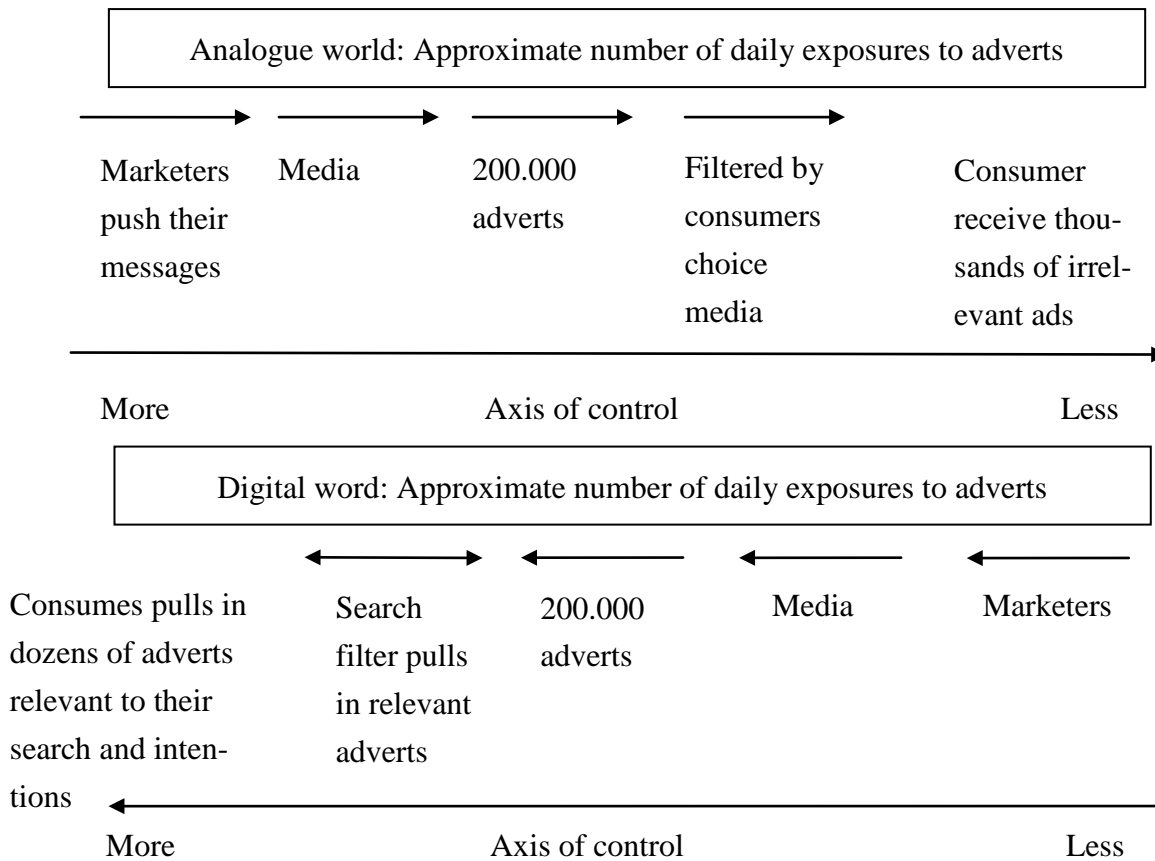 Analogue world: Approximate number of daily exposures to adverts
Marketers
push their
messages
Media
200.000
adverts
Filtered by
consumers
choice
media
Consumer
receive thou-
sands of irrel-
evant ads
More Axis of control Less
Digital word: Approximate number of daily exposures to adverts
Consumes pulls in
dozens of adverts
relevant to their
search and inten-
tions
Search
filter pulls
in relevant
adverts
200.000
adverts
Media
Marketers
More Axis of control Less